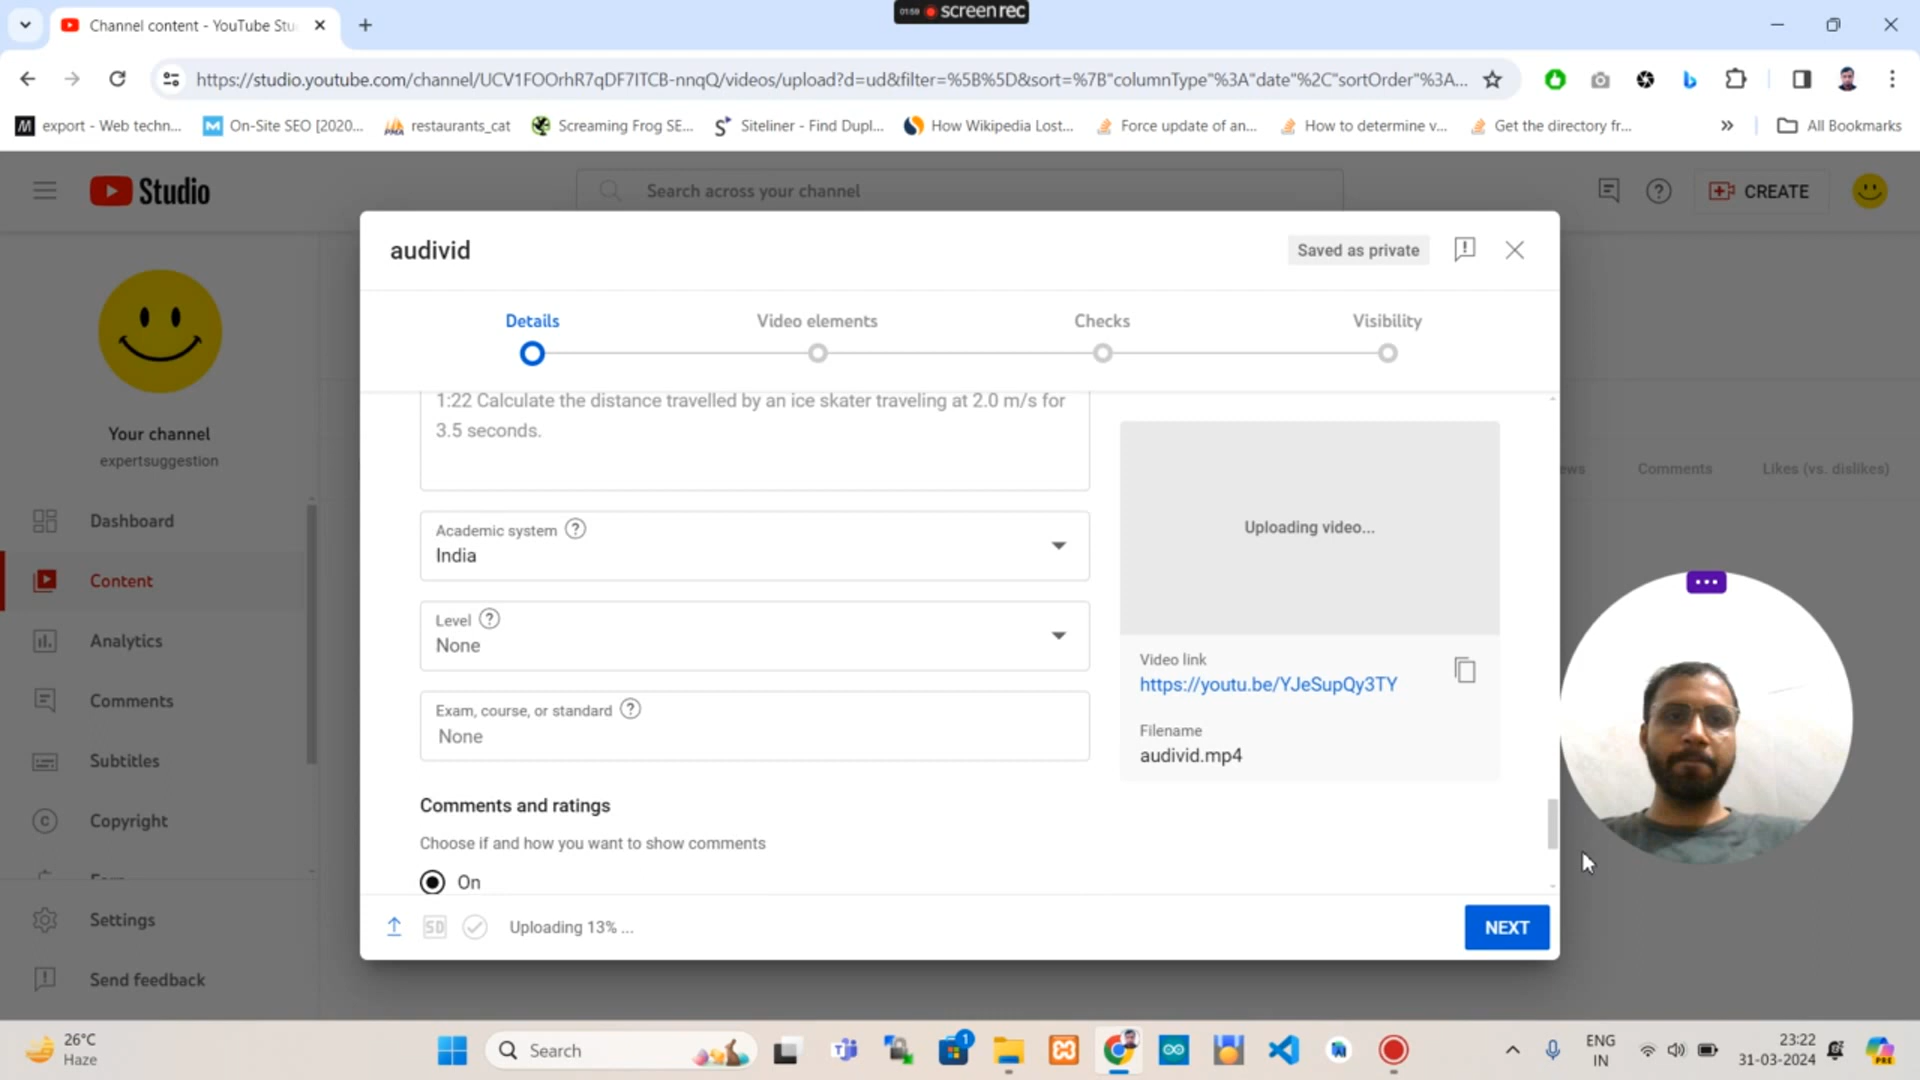 Channel content - YouTube Stu
01:59 screenrec
https://studio.youtube.com/channel/UCV1FOOrhR7qDF7ITCB-nnqQ/videos/upload?d=ud&filter=%5B%5D&sort=%7B"columnType"%3A"date"%2C"sortOrder"%3A...
export - Web techn...
On-Site SEO [2020...
restaurants_cat
Screaming Frog SE...
Siteliner - Find Dupl...
How Wikipedia Lost...
Force update of an...
How to determine v...
Get the directory fr...
All Bookmarks
Studio
Search across your channel
CREATE
audivid
Saved as private
Details
Video elements
Checks
Visibility
Your channel
expertsuggestion
Dashboard
Content
Analytics
Comments
Subtitles
Copyright
Settings
Send feedback
1:22 Calculate the distance travelled by an ice skater traveling at 2.0 m/s for
3.5 seconds.
Academic system
India
Level
None
Exam, course, or standard
None
Comments and ratings
Choose if and how you want to show comments
On
Uploading video...
Video link
https://youtu.be/YJeSupQy3TY
Filename
audivid.mp4
Comments
Likes (vs. dislikes)
SD
Uploading 13% ...
NEXT
26°C
Haze
Search
1
ENG
IN
23:22
31-03-2024
PRE